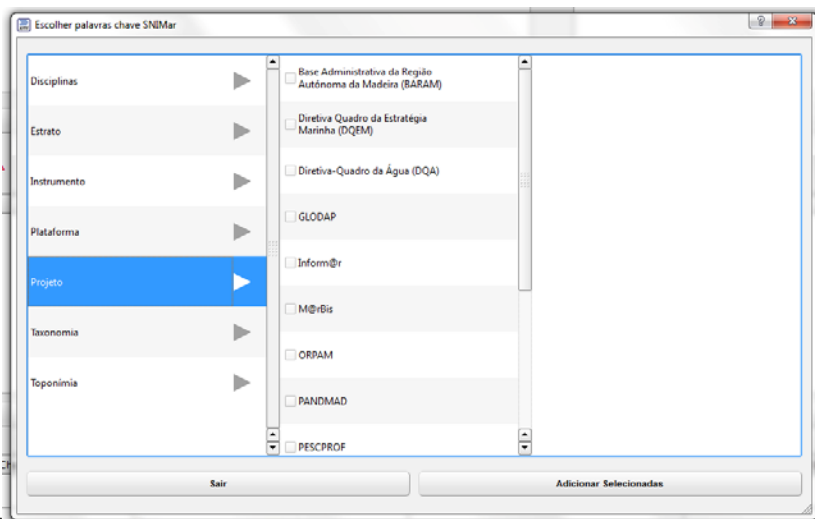 Escolher palavras chave SNIMar
Disciplinas
Estrato
Instrumento
Plataforma
Projeto
Taxonomia
Toponímia
Base Administrativa da Região
Autónoma da Madeira (BARAM)
Diretiva Quadro da Estratégia
Marinha (DQEM)
Diretiva-Quadro da Água (DQA)
GLODAP
Inform@r
M@rBis
ORPAM
PANDMAD
PESCPROF
Sair
Adicionar Selecionadas